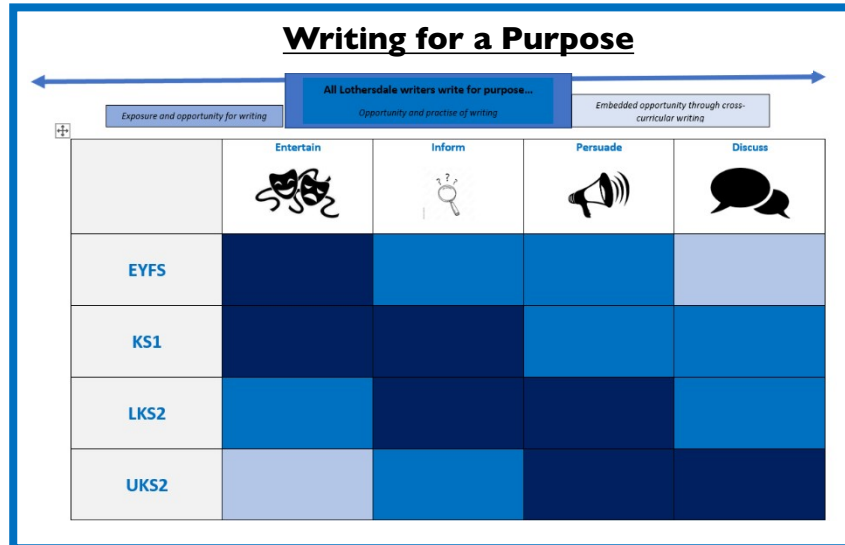 Writing for a Purpose
All Lothersdale writers write for purpose...
Exposure and opportunity for writing
Opportunity and practise of writing
Embedded opportunity through cross-
curricular writing
Entertain
Inform
Persuade
Discuss
? ? ?
EYFS
KS1
LKS2
UKS2